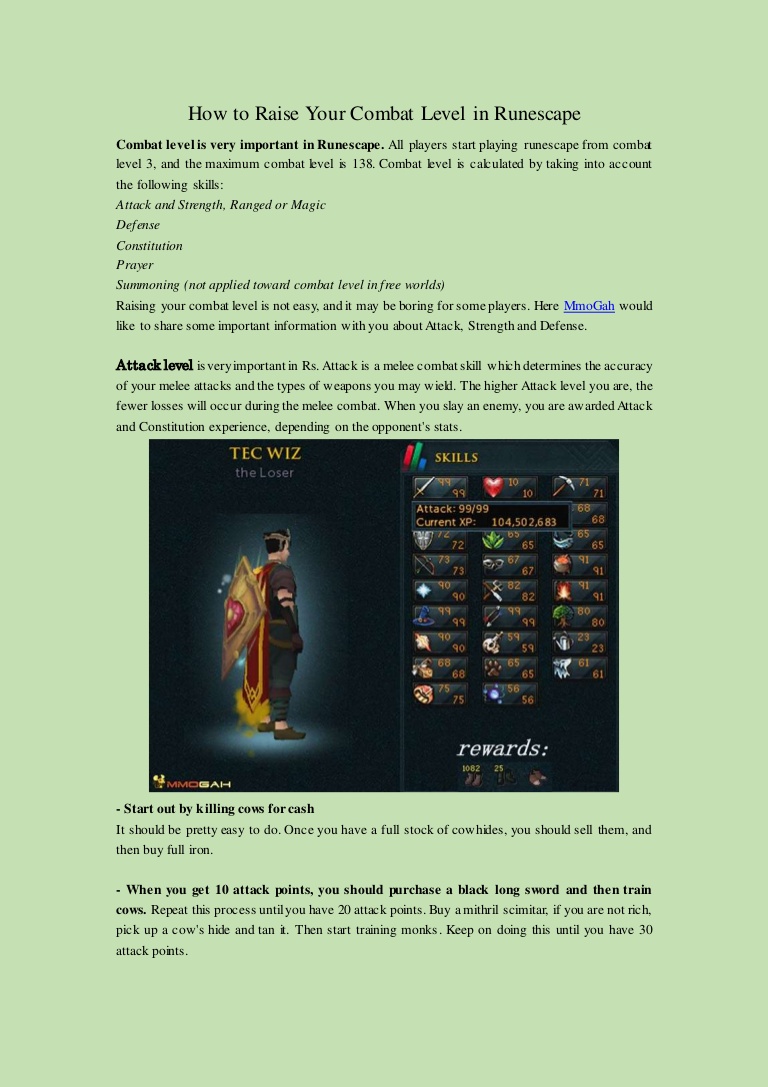 How to Raise Your Combat Level in Runescape
Combat level is very important in Runescape. All players start playing runescape from combat
level 3, and the maximum combat level is 138. Combat level is calculated by taking into account
the following skills:
Attack and Strength, Ranged or Magic
Defense
Constitution
Prayer
Summoning (not applied toward combat level in free worlds)
Raising your combat level is not easy, and it may be boring for some players. Here MmoGah would
like to share some important information with you about Attack, Strength and Defense.
Attack level is very important in Rs. Attack is a melee combat skill which determines the accuracy
of your melee attacks and the types of weapons you may wield. The higher Attack level you are, the
fewer losses will occur during the melee combat. When you slay an enemy, you are awarded Attack
and Constitution experience, depending on the opponent's stats.
TEC WIZ
the Loser
SKILLS
99 99 10 10 71 71
Attack: 99/99
Current XP: 104,502,683
68 68
72 72 65 65 65 65
73 73 67 67 91 91
90 90 82 82 91 91
99 99 99 99 80 80
90 90 59 59 23 23
68 68 65 65 61 61
75 75 56 56
rewards:
1082 25
MMOGAH
- Start out by killing cows for cash
It should be pretty easy to do. Once you have a full stock of cowhides, you should sell them, and
then buy full iron.
- When you get 10 attack points, you should purchase a black long sword and then train
cows. Repeat this process until you have 20 attack points. Buy a mithril scimitar, if you are not rich,
pick up a cow's hide and tan it. Then start training monks. Keep on doing this until you have 30
attack points.